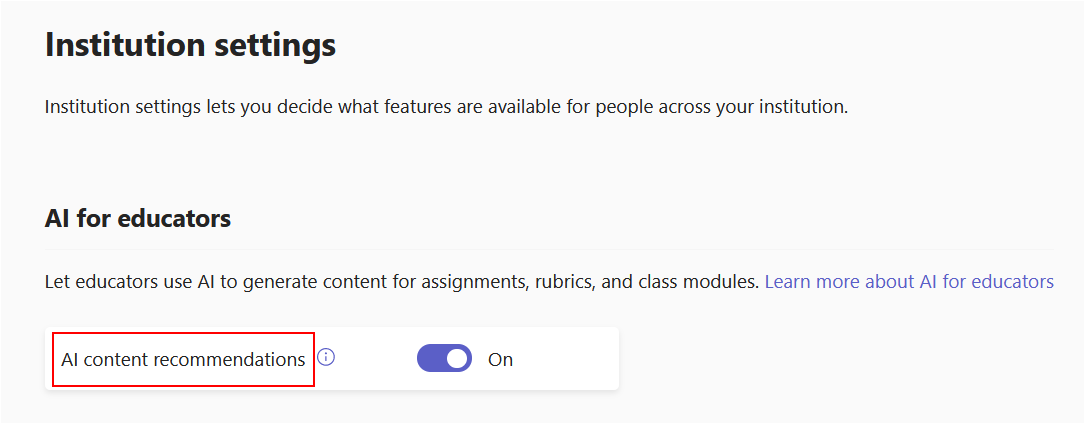 Institution settings
Institution settings lets you decide what features are available for people across your institution.
AI for educators
Let educators use AI to generate content for assignments, rubrics, and class modules. Learn more about AI for educators
AI content recommendations On